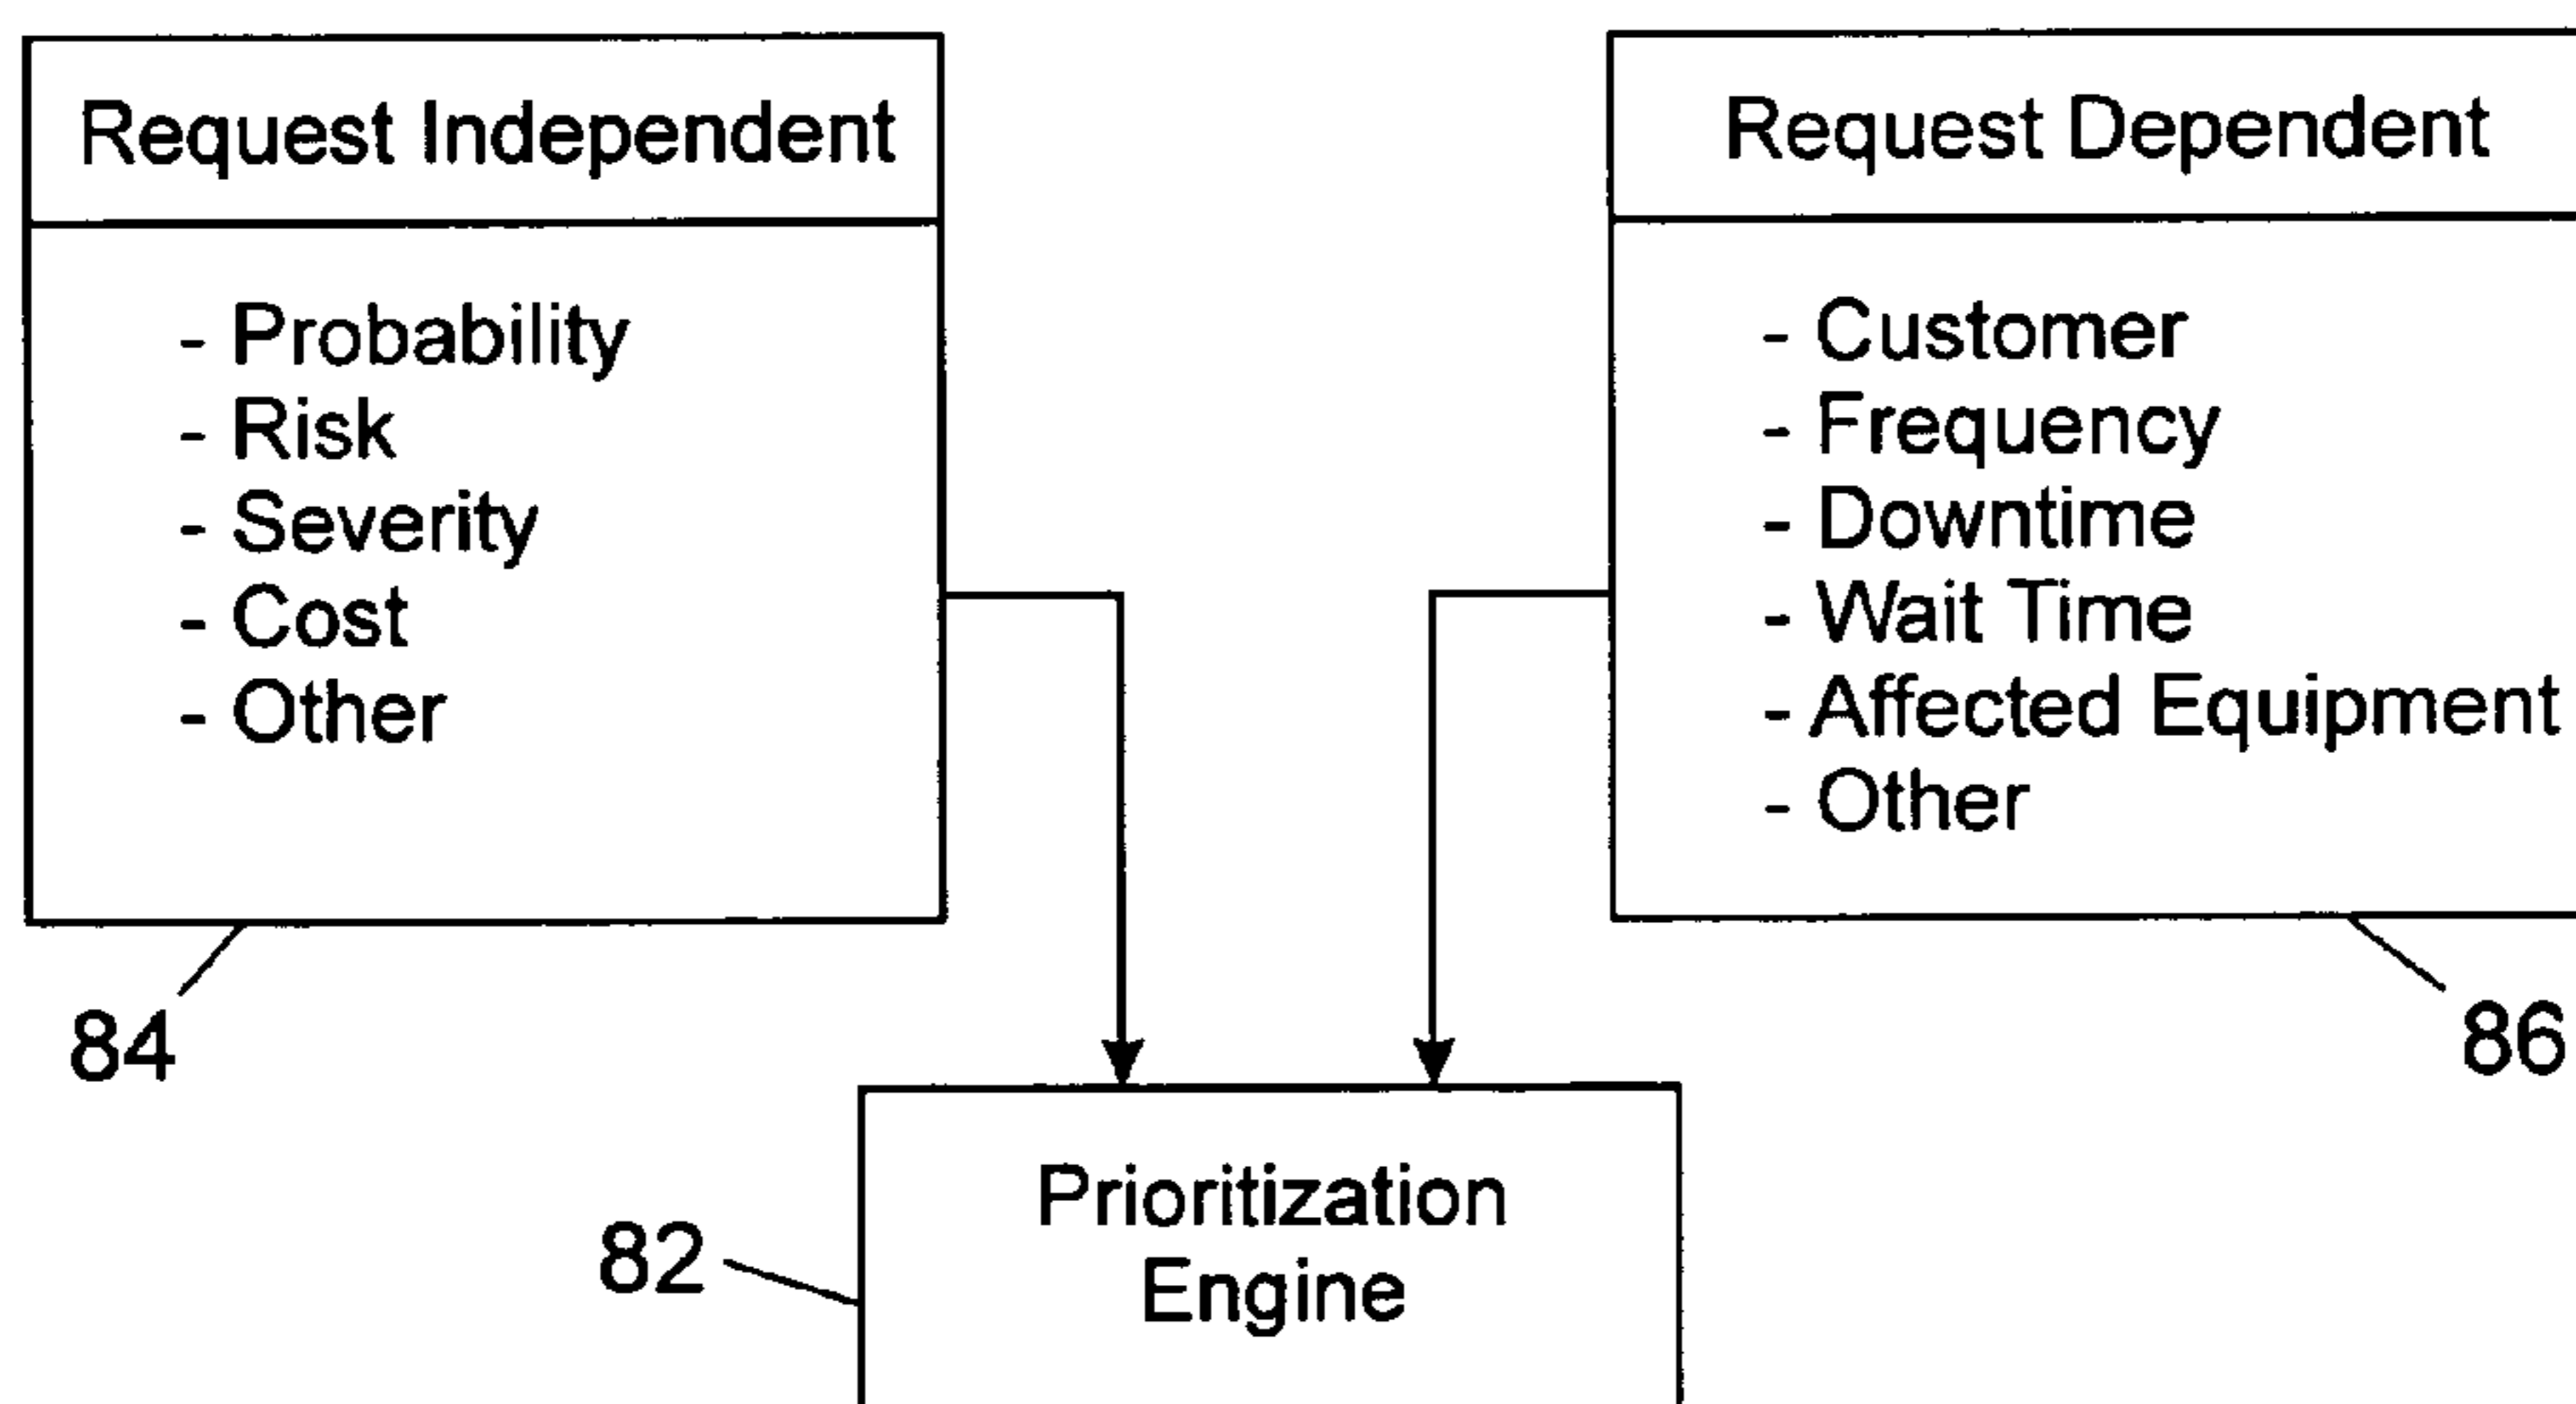 Request Independent
- Probability
- Risk
- Severity
- Cost
- Other
84
Request Dependent
- Customer
- Frequency
- Downtime
- Wait Time
- Affected Equipment
- Other
86
82
Prioritization
Engine